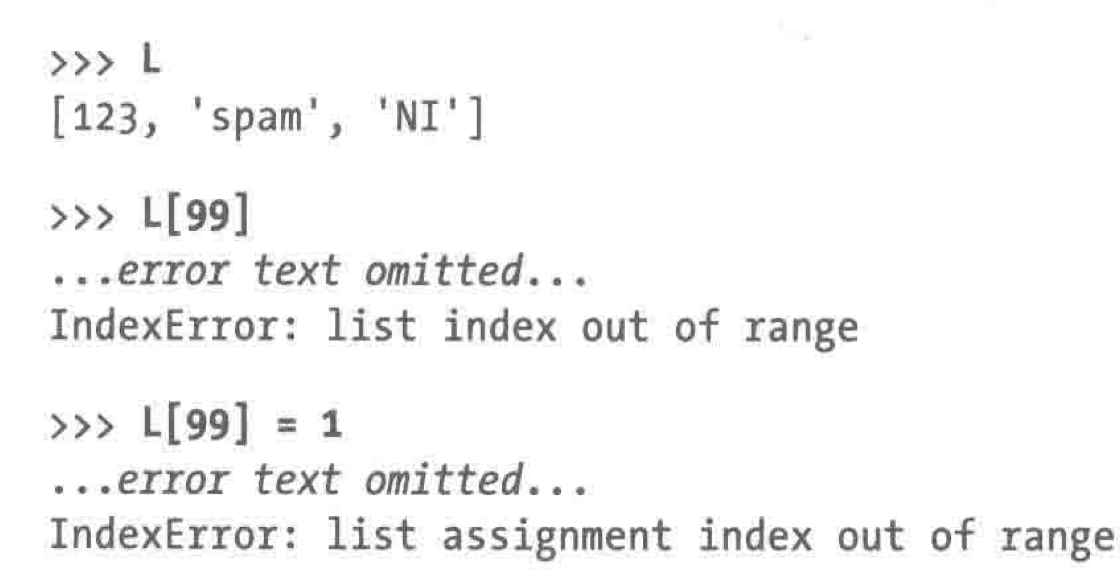 >>> L
[123, 'spam', 'NI']
>>> L[99]
...error text omitted...
IndexError: list index out of range
>>> L[99] = 1
...error text omitted...
IndexError: list assignment index out of range